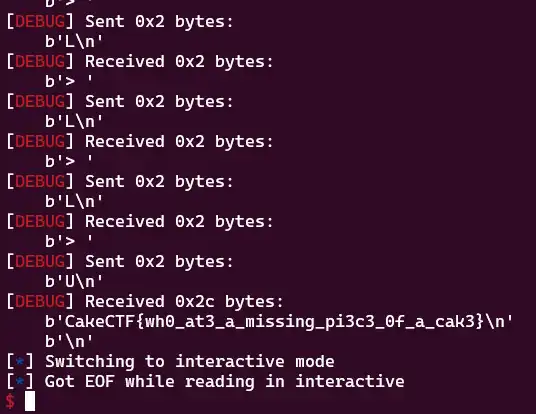 b'> '
[DEBUG] Sent 0x2 bytes:
    b'L\n'
[DEBUG] Received 0x2 bytes:
    b'> '
[DEBUG] Sent 0x2 bytes:
    b'L\n'
[DEBUG] Received 0x2 bytes:
    b'> '
[DEBUG] Sent 0x2 bytes:
    b'L\n'
[DEBUG] Received 0x2 bytes:
    b'> '
[DEBUG] Sent 0x2 bytes:
    b'U\n'
[DEBUG] Received 0x2c bytes:
    b'CakeCTF{wh0_at3_a_missing_pi3c3_0f_a_cak3}\n'
    b'\n'
[*] Switching to interactive mode
[*] Got EOF while reading in interactive
$